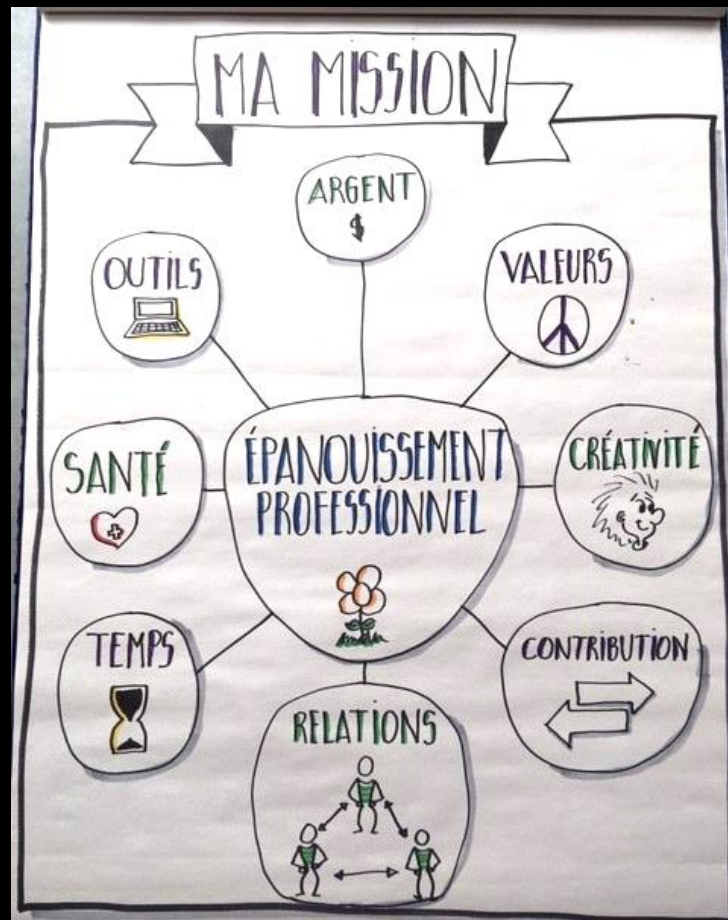 MA MISSION
ARGENT
$
OUTILS
VALEURS
SANTÉ
ÉPANOUISSEMENT
PROFESSIONNEL
CRÉATIVITÉ
TEMPS
CONTRIBUTION
RELATIONS